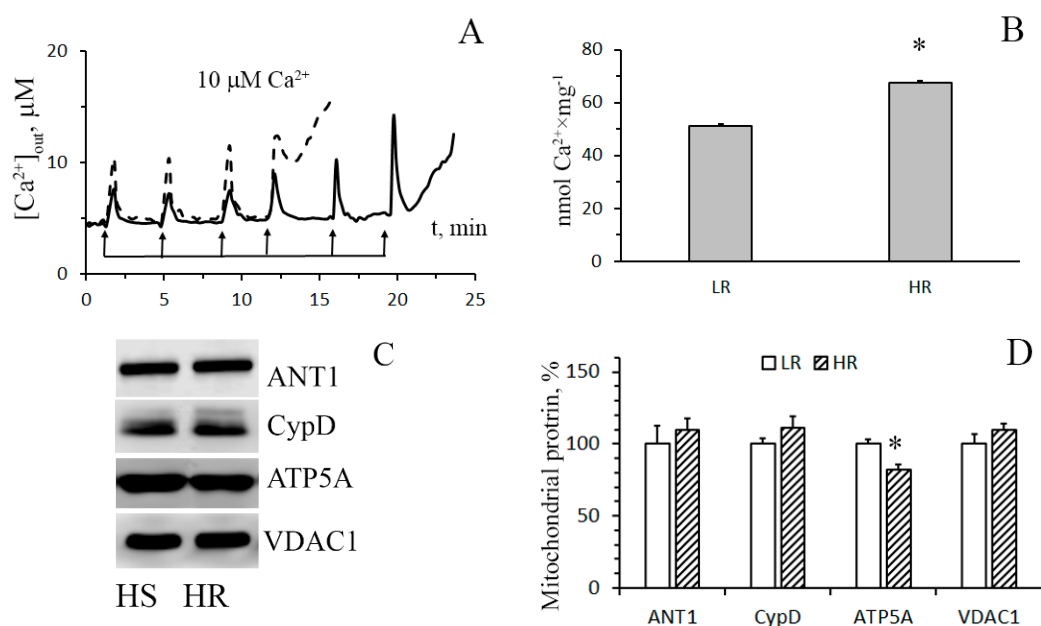 A
20
15
10
5
0
[Ca²⁺]out, μM
10 μM Ca²⁺
t, min
0 5 10 15 20 25
B
80
60
40
20
0
nmol Ca²⁺×mg⁻¹
*
LR HR
C
ANT1
CypD
ATP5A
VDAC1
HS HR
D
LR HR
150
100
50
0
Mitochondrial protrin, %
*
ANT1 CypD ATP5A VDAC1